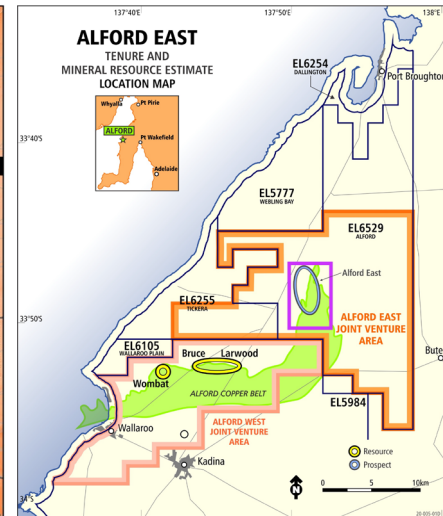 137°40'E
137°50'E
138°E
ALFORD EAST
TENURE AND
MINERAL RESOURCE ESTIMATE
LOCATION MAP
Whyalla
Pt Pirie
ALFORD
Pt Wakefield
Adelaide
EL6254
DALLINGTON
Port Broughton
33°40'S
EL5777
WEBLING BAY
EL6529
ALFORD
Alford East
EL6255
TICKERA
33°50'S
ALFORD EAST
JOINT VENTURE
AREA
EL6105
WALLAROO PLAIN
Bruce
Larwood
Bute
Wombat
ALFORD COPPER BELT
EL5984
ALFORD WEST
JOINT VENTURE
AREA
Wallaroo
Kadina
Resource
Prospect
N
0
5
10km
34°S
20-005-010